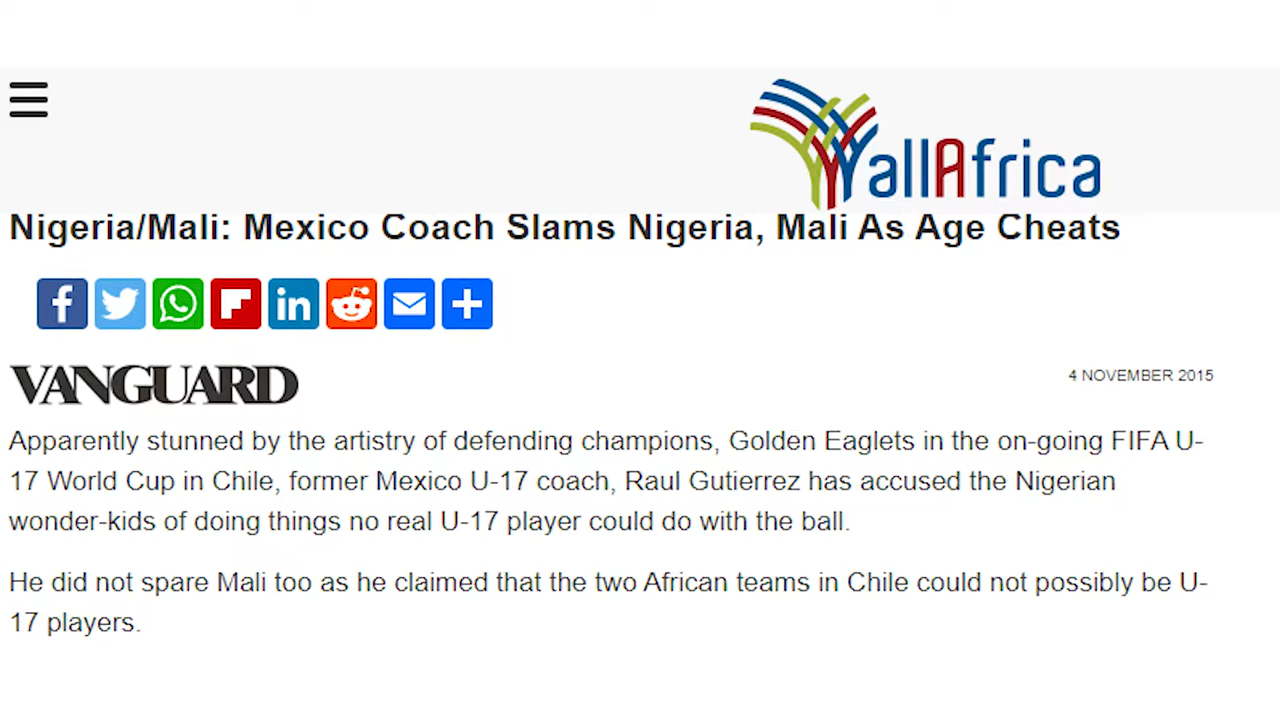 allAfrica
Nigeria/Mali: Mexico Coach Slams Nigeria, Mali As Age Cheats
VANGUARD
4 NOVEMBER 2015
Apparently stunned by the artistry of defending champions, Golden Eaglets in the on-going FIFA U-
17 World Cup in Chile, former Mexico U-17 coach, Raul Gutierrez has accused the Nigerian
wonder-kids of doing things no real U-17 player could do with the ball.
He did not spare Mali too as he claimed that the two African teams in Chile could not possibly be U-
17 players.